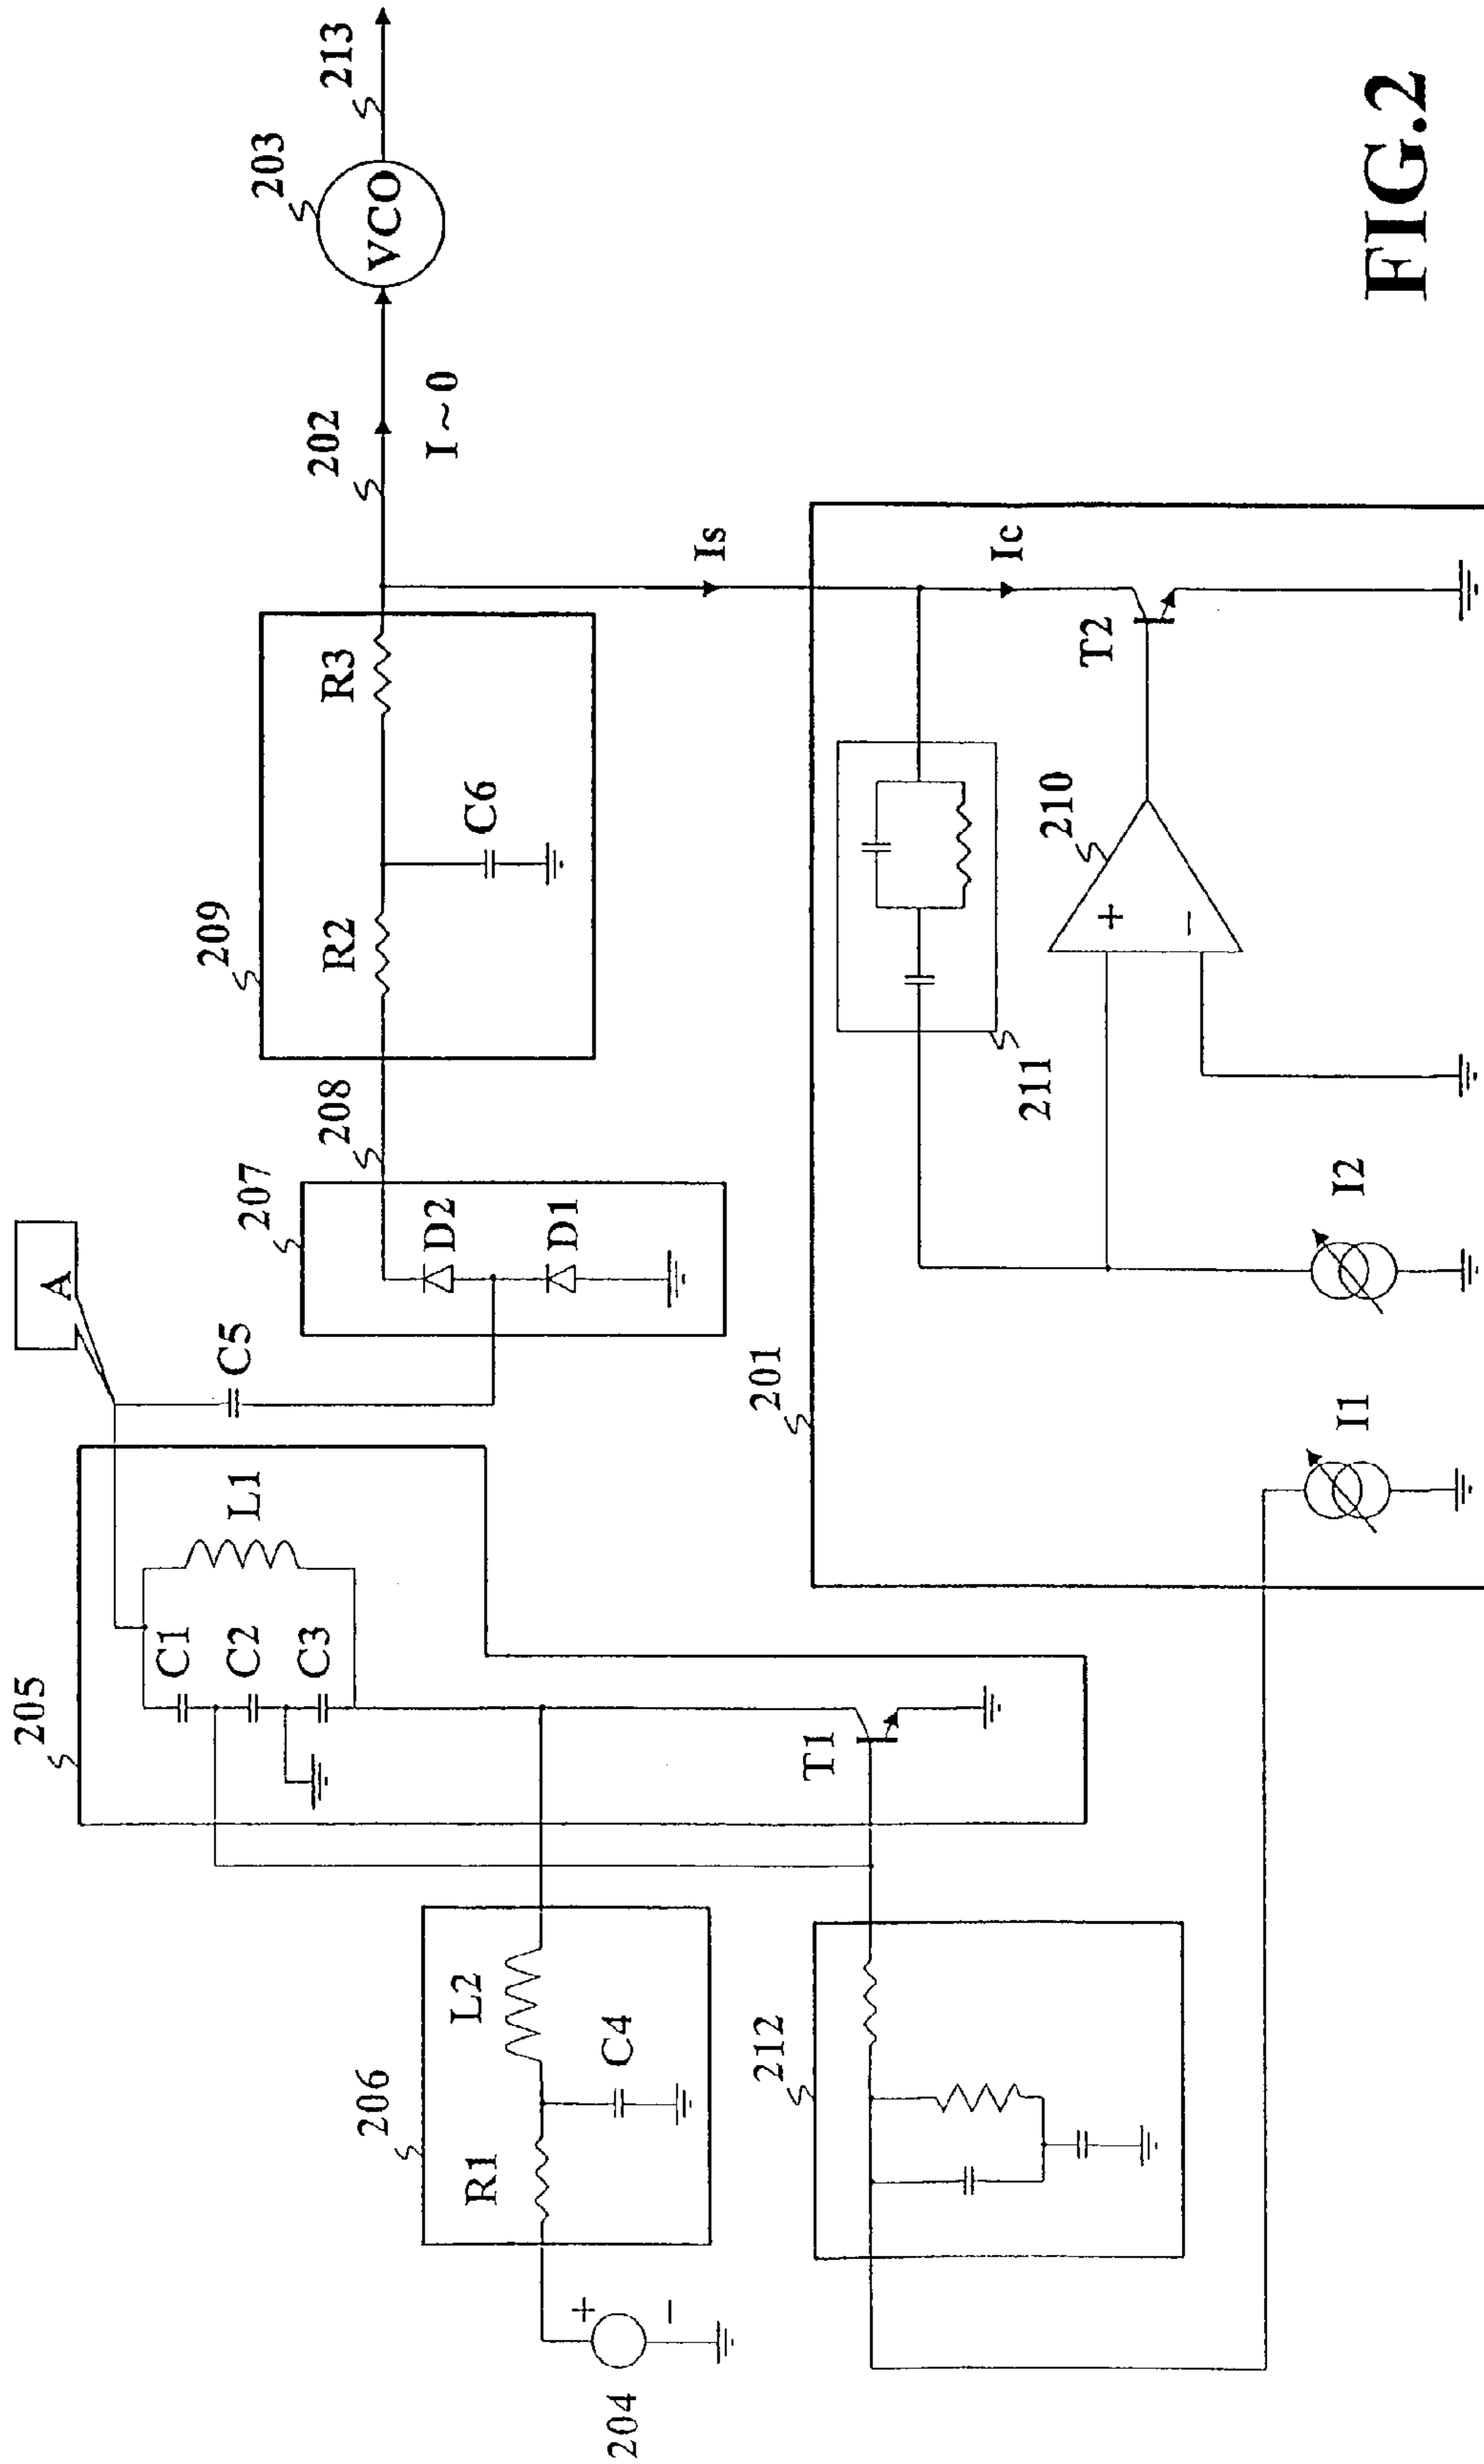 205
A
C1
C2
C3
L1
C5
207
208
D2
D1
209
R2
R3
C6
202
I ~ 0
203
VCO
213
206
R1
L2
C4
204
+
-
212
T1
201
Is
Ic
211
210
+
-
T2
I1
I2
FIG.2